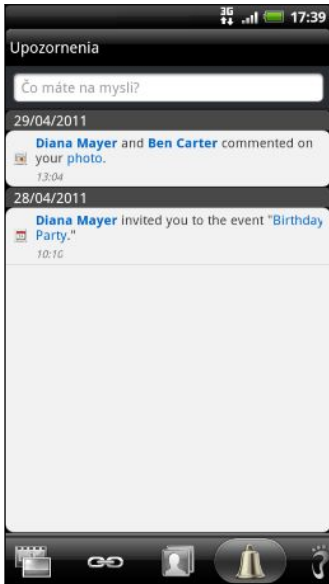 3G 17:39
Upozornenia
Čo máte na mysli?
29/04/2011
Diana Mayer and Ben Carter commented on
your photo.
13:04
28/04/2011
Diana Mayer invited you to the event "Birthday
Party."
10:16